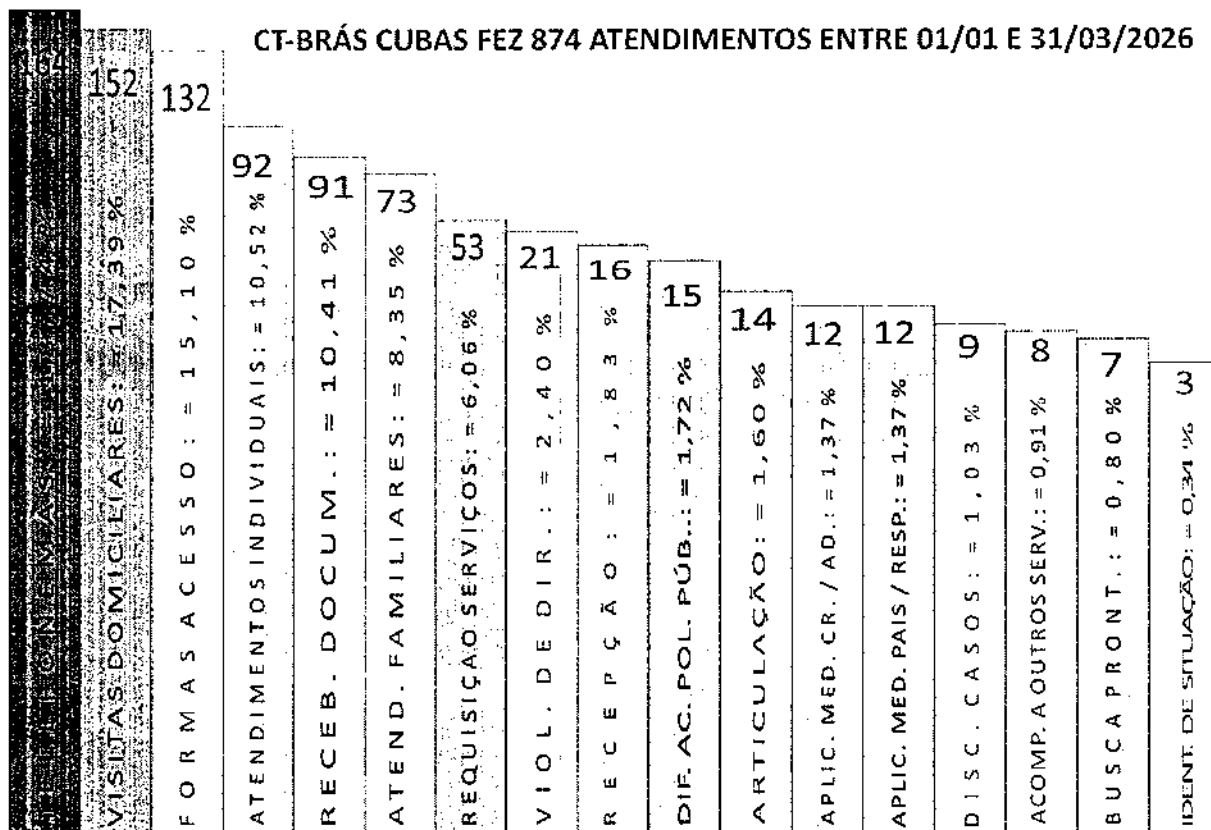 CT-BRÁS CUBAS FEZ 874 ATENDIMENTOS ENTRE 01/01 E 31/03/2026
164
152
VISITAS DOMICILIARES: = 17,39 %
132
FORMAS ACESSO: = 15,10 %
92
ATENDIMENTOS INDIVIDUAIS: = 10,52 %
91
RECEB. DOCUM.: = 10,41 %
73
ATEND. FAMILIARES: = 8,35 %
53
REQUISIÇÃO SERVIÇOS: = 6,06 %
21
VIOL. DE DIR.: = 2,40 %
16
RECEPÇÃO: = 1,83 %
15
DIF. AC. POL. PÚB.: = 1,72 %
14
ARTICULAÇÃO: = 1,60 %
12
APLIC. MED. CR. / AD.: = 1,37 %
12
APLIC. MED. PAIS / RESP.: = 1,37 %
9
DISC. CASOS: = 1,03 %
8
ACOMP. A OUTROS SERV.: = 0,91 %
7
BUSCA PRONT.: = 0,80 %
3
IDENT. DE SITUAÇÃO: = 0,34 %